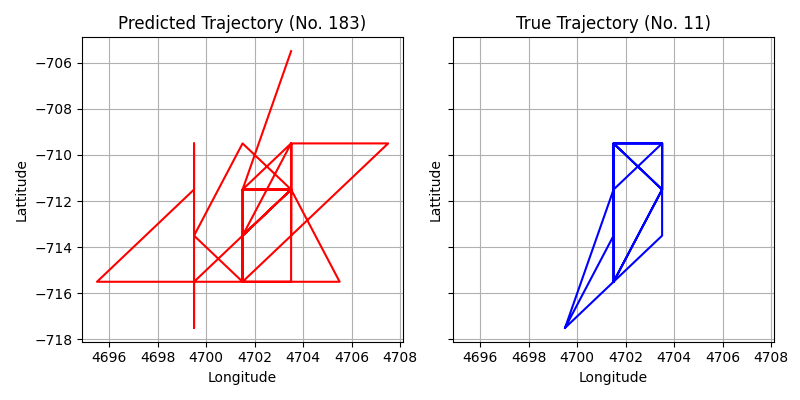 Predicted Trajectory (No. 183)
True Trajectory (No. 11)
Lattitude
−706
−708
−710
−712
−714
−716
−718
4696 4698 4700 4702 4704 4706 4708
Longitude
Lattitude
4696 4698 4700 4702 4704 4706 4708
Longitude